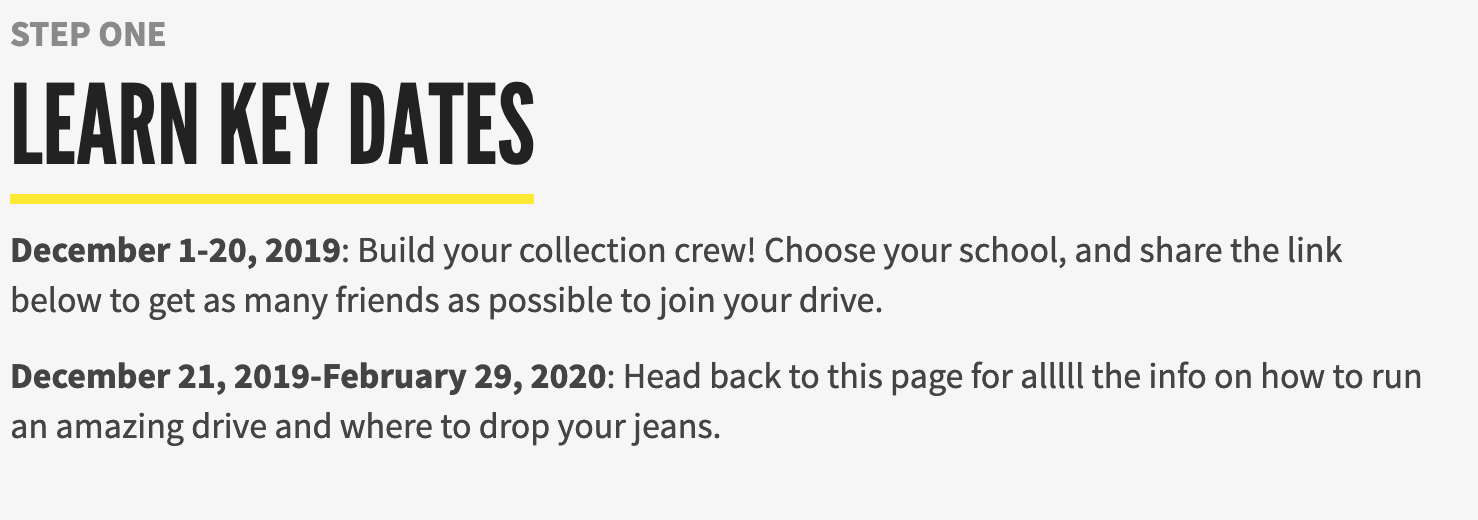 STEP ONE
LEARN KEY DATES
December 1-20, 2019: Build your collection crew! Choose your school, and share the link
below to get as many friends as possible to join your drive.
December 21, 2019-February 29, 2020: Head back to this page for alllll the info on how to run
an amazing drive and where to drop your jeans.